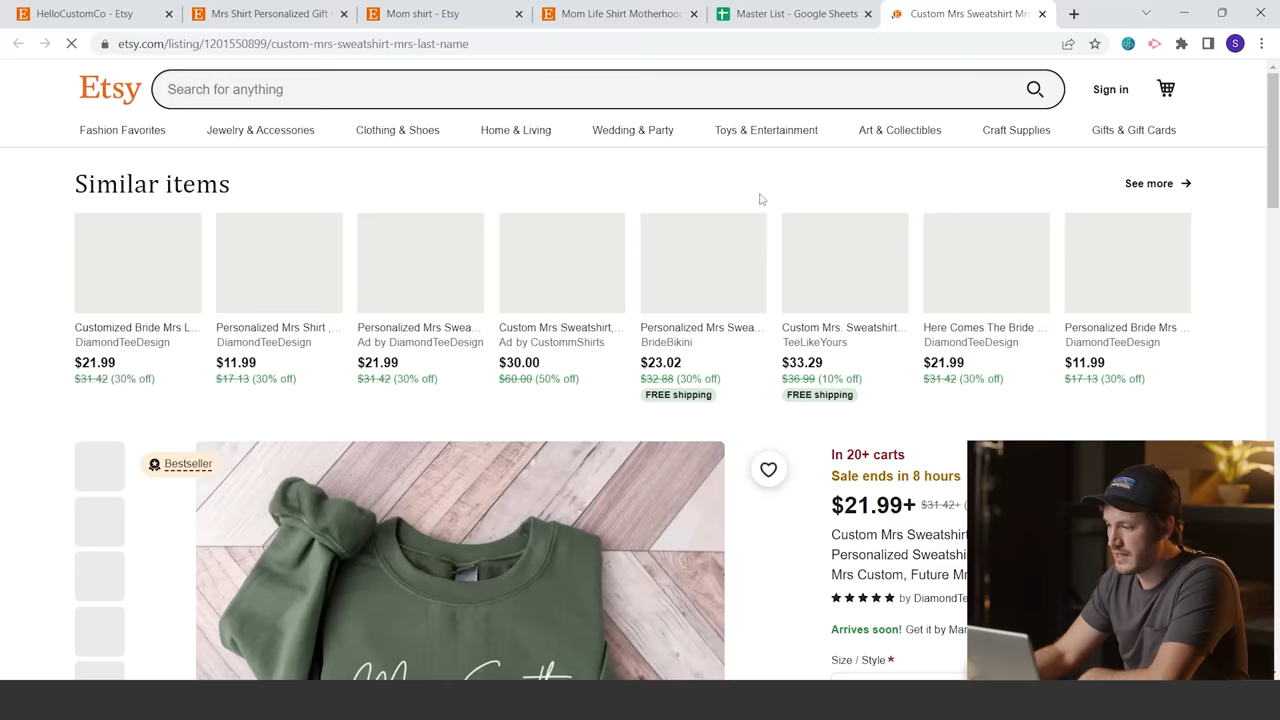 HelloCustomCo - Etsy
Mrs Shirt Personalized Gift
Mom shirt - Etsy
Mom Life Shirt Motherhoo
Master List - Google Sheets
Custom Mrs Sweatshirt Mr
etsy.com/listing/1201550899/custom-mrs-sweatshirt-mrs-last-name
S
Etsy
Search for anything
Sign in
Fashion Favorites
Jewelry & Accessories
Clothing & Shoes
Home & Living
Wedding & Party
Toys & Entertainment
Art & Collectibles
Craft Supplies
Gifts & Gift Cards
Similar items
See more
Customized Bride Mrs L...
DiamondTeeDesign
$21.99
$31.42 (30% off)
Personalized Mrs Shirt ,...
DiamondTeeDesign
$11.99
$17.13 (30% off)
Personalized Mrs Swea...
Ad by DiamondTeeDesign
$21.99
$31.42 (30% off)
Custom Mrs Sweatshirt,...
Ad by CustommShirts
$30.00
$60.00 (50% off)
Personalized Mrs Swea...
BrideBikini
$23.02
$32.88 (30% off)
FREE shipping
Custom Mrs. Sweatshirt...
TeeLikeYours
$33.29
$36.99 (10% off)
FREE shipping
Here Comes The Bride ...
DiamondTeeDesign
$21.99
$31.42 (30% off)
Personalized Bride Mrs ...
DiamondTeeDesign
$11.99
$17.13 (30% off)
Bestseller
In 20+ carts
Sale ends in 8 hours
$21.99+ $31.42+ (
Custom Mrs Sweatshirt
Personalized Sweatshi
Mrs Custom, Future Mr
by DiamondTe
Arrives soon! Get it by Mar
Size / Style *